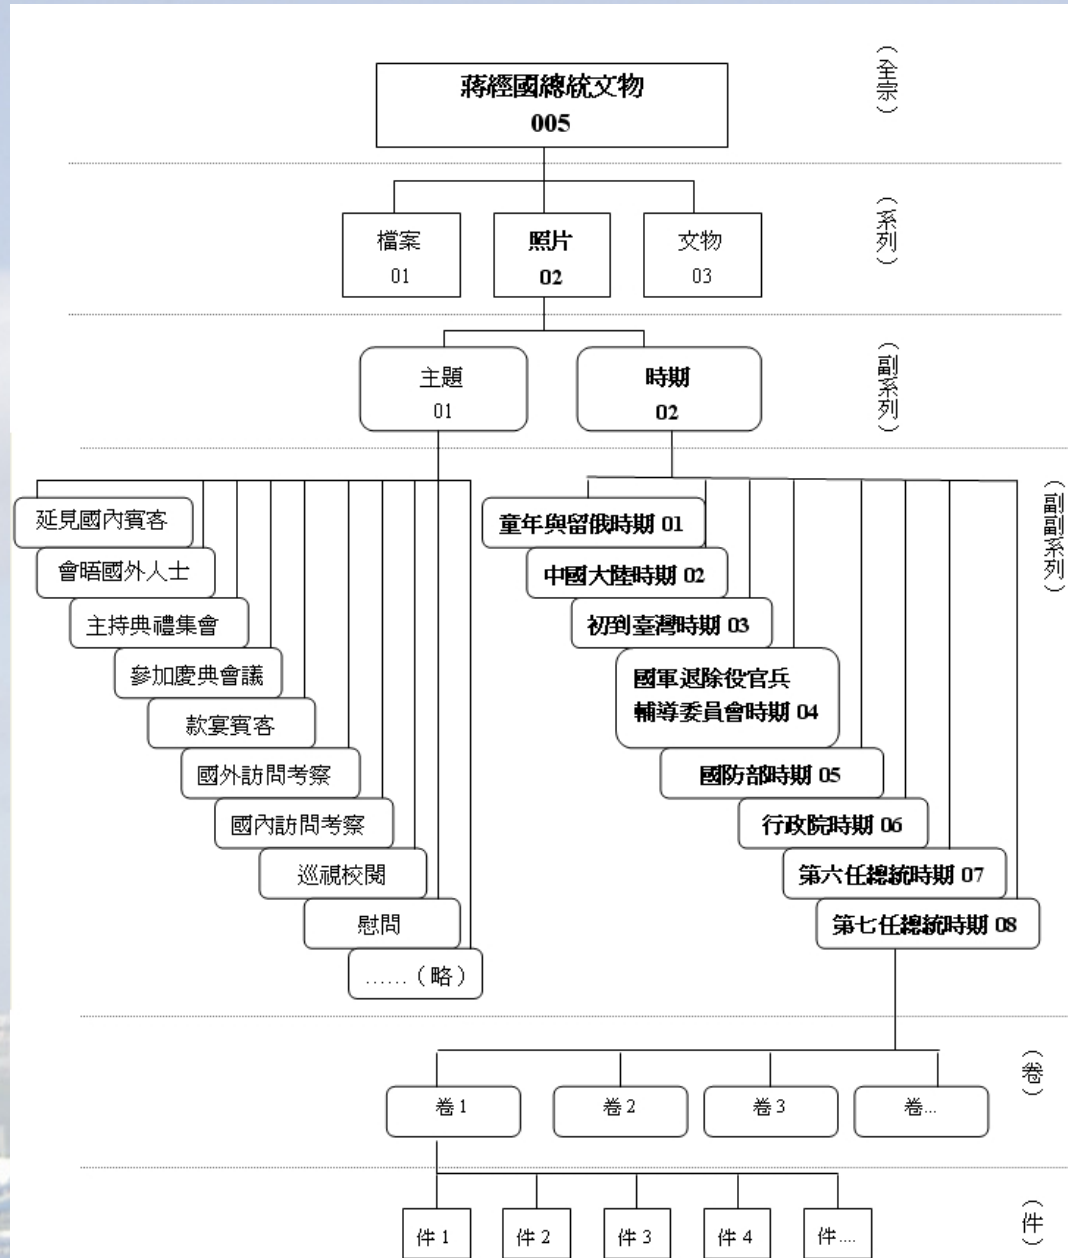 蔣經國總統文物
005
(全宗)
檔案
01
照片
02
文物
03
(系列)
主題
01
時期
02
(副系列)
延見國內賓客
會晤國外人士
主持典禮集會
參加慶典會議
款宴賓客
國外訪問考察
國內訪問考察
巡視校閱
慰問
……(略)
童年與留俄時期 01
中國大陸時期 02
初到臺灣時期 03
國軍退除役官兵
輔導委員會時期 04
國防部時期 05
行政院時期 06
第六任總統時期 07
第七任總統時期 08
(副副系列)
卷 1
卷 2
卷 3
卷...
(卷)
件 1
件 2
件 3
件 4
件....
(件)